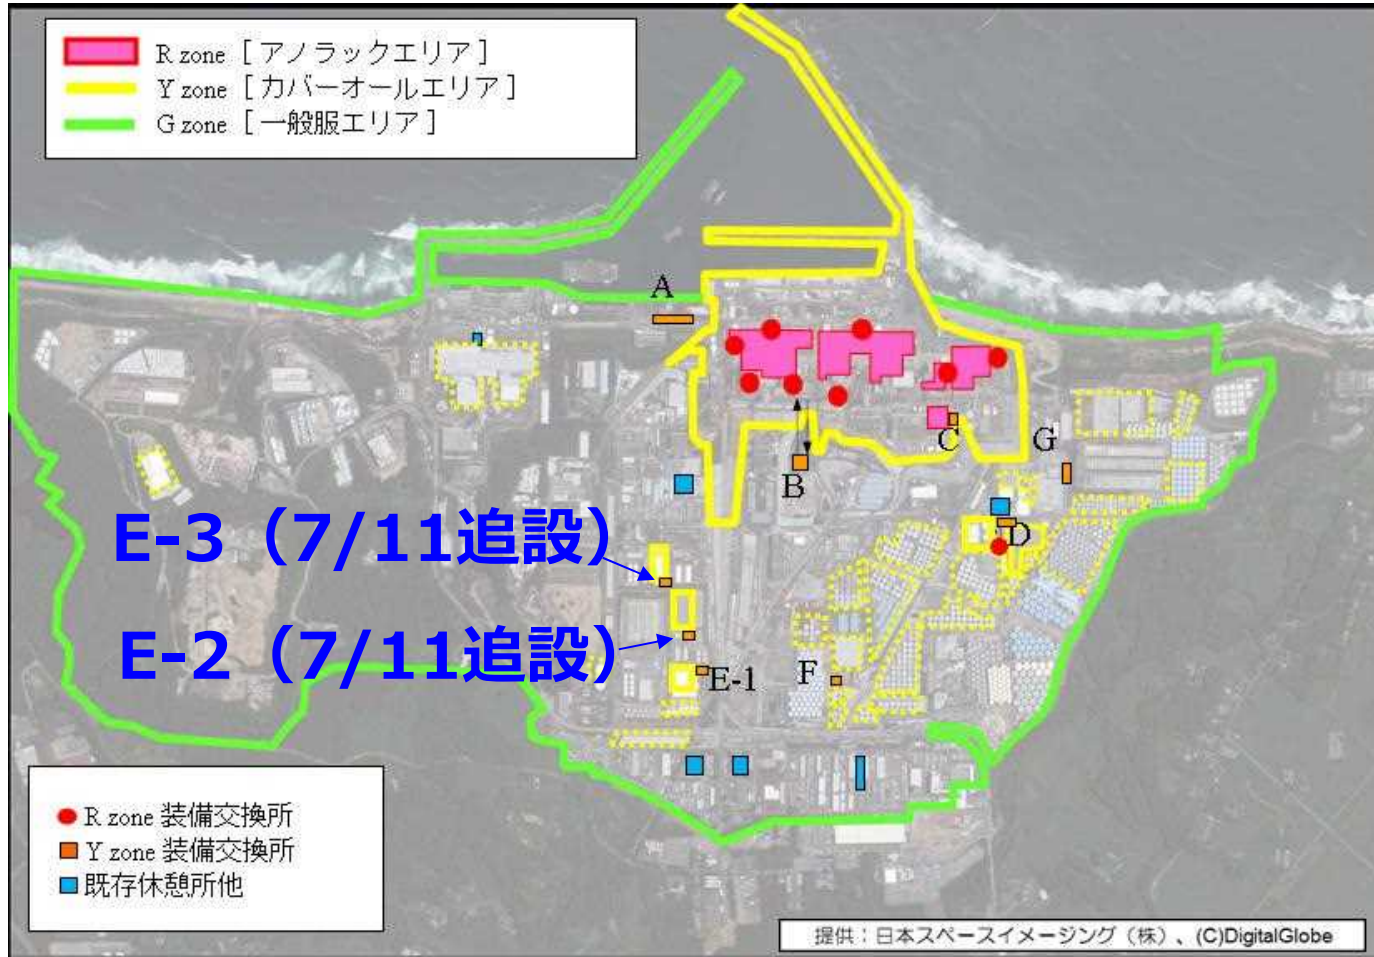 R zone [アノラックエリア]
Y zone [カバーオールエリア]
G zone [一般服エリア]
A
C
G
B
E-3（7/11追設）
D
E-2（7/11追設）
E-1
F
R zone 装備交換所
Y zone 装備交換所
既存休憩所他
提供：日本スペースイメージング（株）、(C)DigitalGlobe